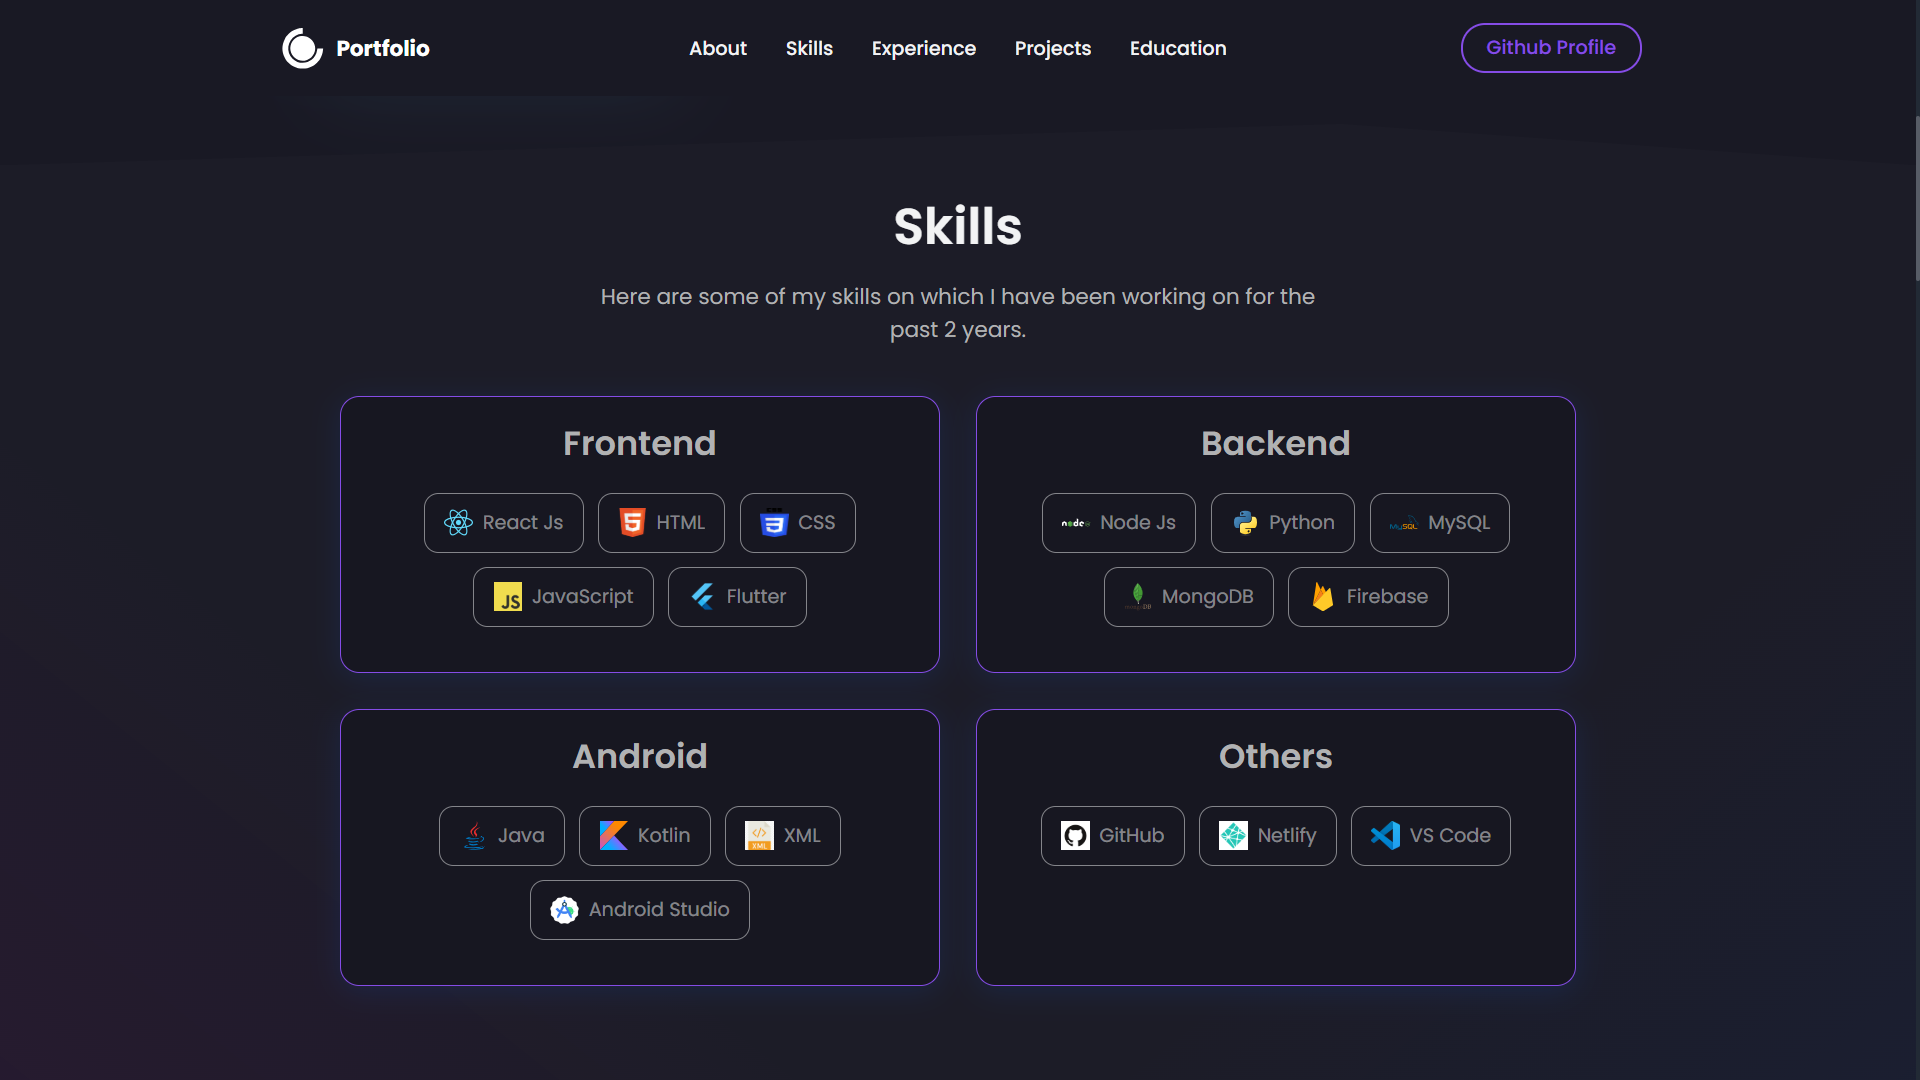 Portfolio
About
Skills
Experience
Projects
Education
Github Profile
Skills
Here are some of my skills on which I have been working on for the
past 2 years.
Frontend
React Js
HTML
CSS
JavaScript
Flutter
Backend
Node Js
Python
MySQL
MongoDB
Firebase
Android
Java
Kotlin
XML
Android Studio
Others
GitHub
Netlify
VS Code